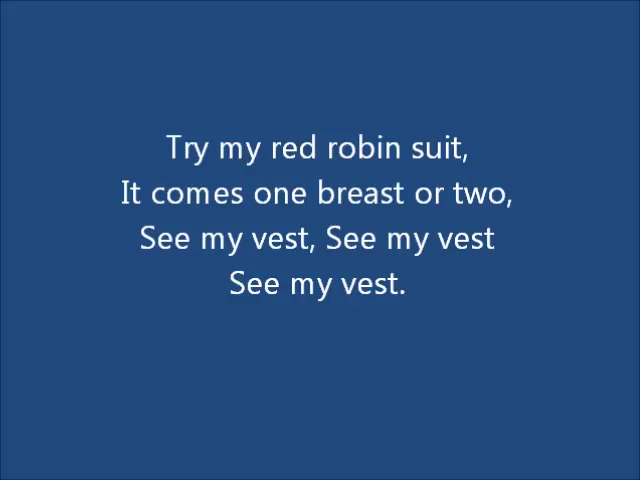 Try my red robin suit,
It comes one breast or two,
See my vest, See my vest
See my vest.